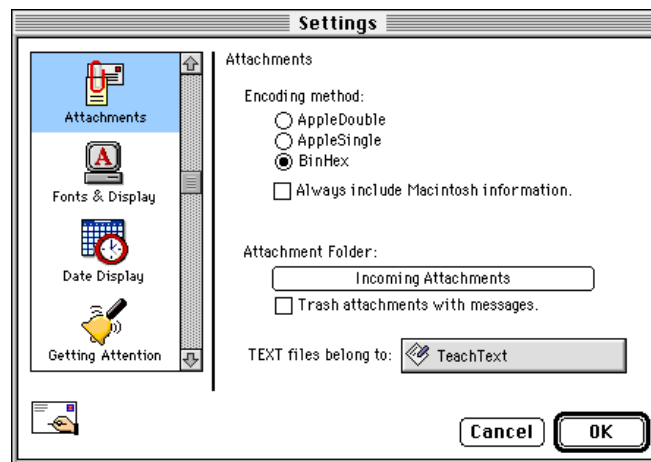 Settings
Attachments
Fonts & Display
Date Display
Getting Attention
Attachments
Encoding method:
AppleDouble
AppleSingle
BinHex
Always include Macintosh information.
Attachment Folder:
Incoming Attachments
Trash attachments with messages.
TEXT files belong to: TeachText
Cancel OK